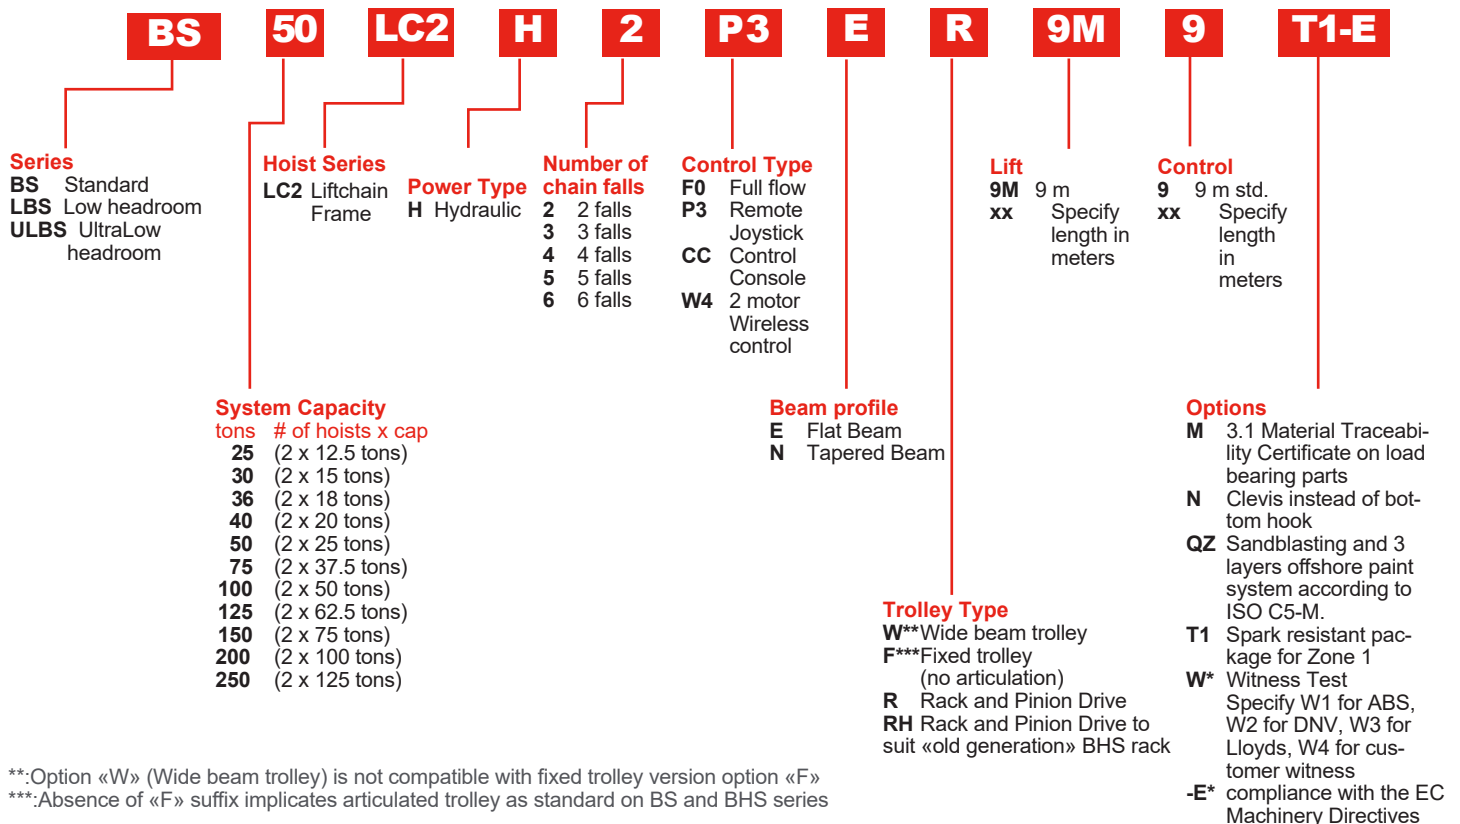 BS 50 LC2 H 2 P3 E R 9M 9 T1-E
Series
BS Standard
LBS Low headroom
ULBS UltraLow
headroom
Hoist Series
LC2 Liftchain
Frame
Power Type
H Hydraulic
Number of
chain falls
2 2 falls
3 3 falls
4 4 falls
5 5 falls
6 6 falls
Control Type
F0 Full flow
P3 Remote
Joystick
CC Control
Console
W4 2 motor
Wireless
control
Lift
9M 9 m
xx Specify
length in
meters
Control
9 9 m std.
xx Specify
length
in
meters
System Capacity
tons # of hoists x cap
25 (2 x 12.5 tons)
30 (2 x 15 tons)
36 (2 x 18 tons)
40 (2 x 20 tons)
50 (2 x 25 tons)
75 (2 x 37.5 tons)
100 (2 x 50 tons)
125 (2 x 62.5 tons)
150 (2 x 75 tons)
200 (2 x 100 tons)
250 (2 x 125 tons)
Beam profile
E Flat Beam
N Tapered Beam
Trolley Type
W**Wide beam trolley
F***Fixed trolley
(no articulation)
R Rack and Pinion Drive
RH Rack and Pinion Drive to
suit «old generation» BHS rack
Options
M 3.1 Material Traceabi-
lity Certificate on load
bearing parts
N Clevis instead of bot-
tom hook
QZ Sandblasting and 3
layers offshore paint
system according to
ISO C5-M.
T1 Spark resistant pac-
kage for Zone 1
W* Witness Test
Specify W1 for ABS,
W2 for DNV, W3 for
Lloyds, W4 for cus-
tomer witness
-E* compliance with the EC
Machinery Directives
**:Option «W» (Wide beam trolley) is not compatible with fixed trolley version option «F»
***:Absence of «F» suffix implicates articulated trolley as standard on BS and BHS series